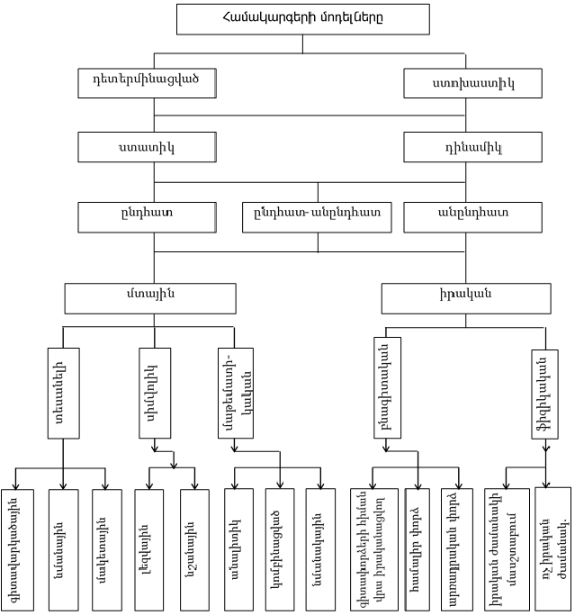 Համակարգերի մոդելները
դետերմինացված
ստոխաստիկ
ստատիկ
դինամիկ
ընդհատ
ընդհատ-անընդհատ
անընդհատ
մտային
իրական
տեսանելի
սիմվոլիկ
մաթեմատի-
կական
բնագիտական
ֆիզիկական
գիտավարկածային
նմանային
մակետային
լեզվային
նշանային
անալիտիկ
կոմբինացված
նմանակային
գիտափորձերի հիման
վրա իրականացվող
համալիր փորձ
արտադրական փորձ
իրական ժամանակի
մասշտաբում
ոչ իրական
ժամանակ.